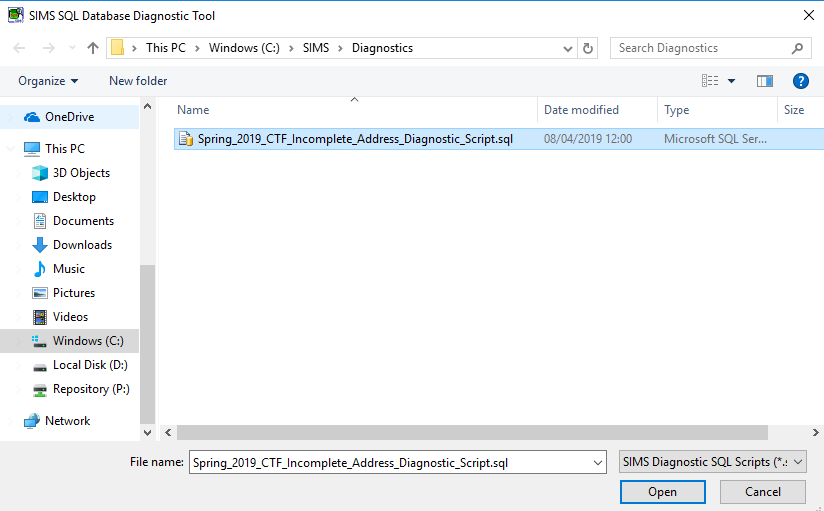 SIMS SQL Database Diagnostic Tool
This PC > Windows (C:) > SIMS > Diagnostics
Search Diagnostics
Organize
New folder
?
Name
Date modified
Type
Size
OneDrive
This PC
3D Objects
Desktop
Documents
Downloads
Music
Pictures
Videos
Windows (C:)
Local Disk (D:)
Repository (P:)
Network
Spring_2019_CTF_Incomplete_Address_Diagnostic_Script.sql
08/04/2019 12:00
Microsoft SQL Ser...
File name:
Spring_2019_CTF_Incomplete_Address_Diagnostic_Script.sql
SIMS Diagnostic SQL Scripts (*.s
Open
Cancel